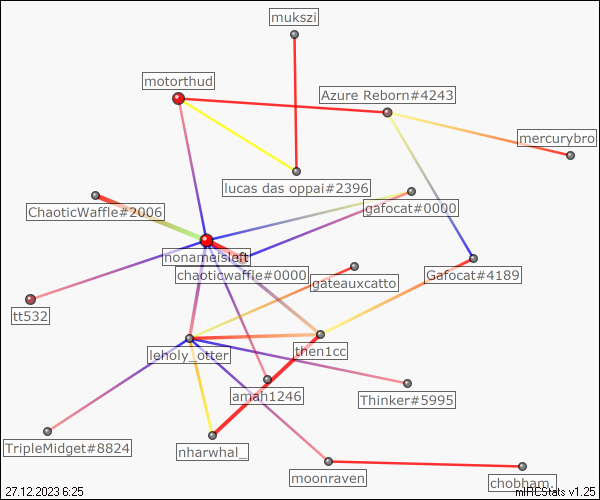 mukszi
motorthud
Azure Reborn#4243
mercurybro
lucas das oppai#2396
ChaoticWaffle#2006
gafocat#0000
nonameisleft
chaoticwaffle#0000
gateauxcatto
Gafocat#4189
tt532
leholy_otter
then1cc
amah1246
Thinker#5995
TripleMidget#8824
nharwhal_
moonraven
chobham.
27.12.2023 6:25
mIRCStats v1.25